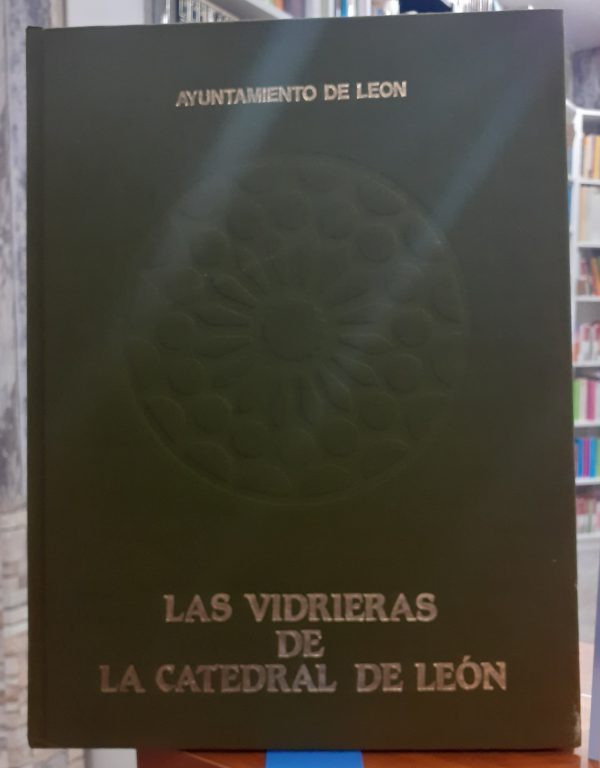 AYUNTAMIENTO DE LEON
LAS VIDRIERAS
DE
LA CATEDRAL DE LEÓN